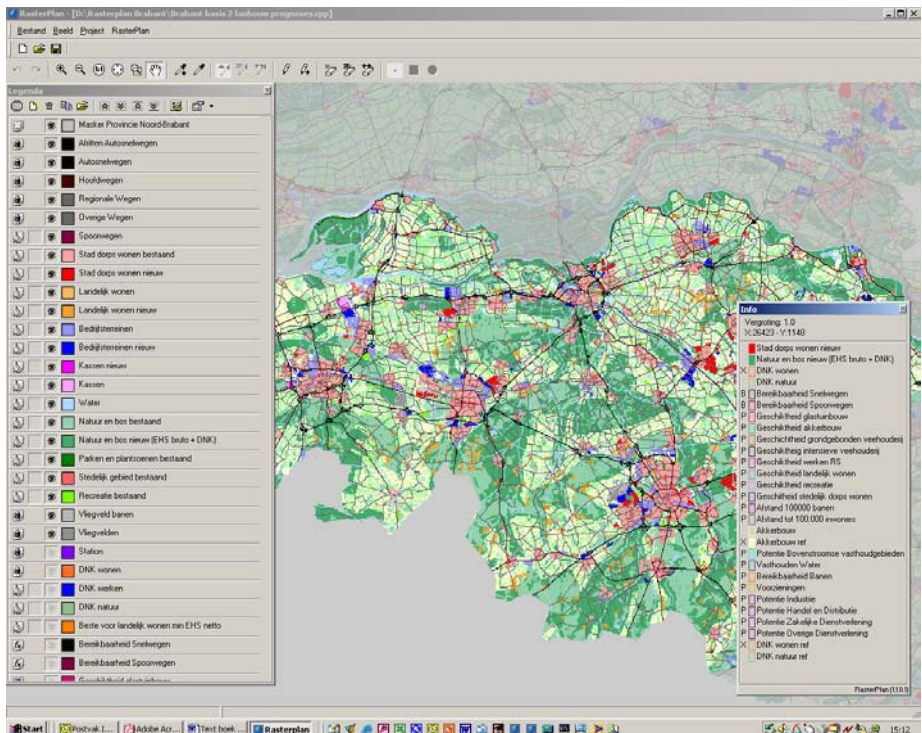 RasterPlan - [D:\Rasterplan Brabant\Brabant basis 2 lanbouw prognoses.rpp]
Bestand Beeld Project RasterPlan
Legenda
Masker Provincie Noord-Brabant
Afritten Autosnelwegen
Autosnelwegen
Hoofdwegen
Regionale Wegen
Overige Wegen
Spoorwegen
Stad dorps wonen bestaand
Stad dorps wonen nieuw
Landelijk wonen
Landelijk wonen nieuw
Bedrijfsterreinen
Bedrijfsterreinen nieuw
Kassen nieuw
Kassen
Water
Natuur en bos bestaand
Natuur en bos nieuw (EHS bruto + DNK)
Parken en plantsoenen bestaand
Stedelijk gebied bestaand
Recreatie bestaand
Vliegveld banen
Vliegvelden
Station
DNK wonen
DNK werken
DNK natuur
Beste voor landelijk wonen min EHS netto
Bereikbaarheid Snelwegen
Bereikbaarheid Spoorwegen
Geschiktheid glastuinbouw
Info
Vergroting: 1.0
X:26423 - Y:1148
Stad dorps wonen nieuw
Natuur en bos nieuw (EHS bruto + DNK)
X DNK wonen
DNK natuur
B Bereikbaarheid Snelwegen
B Bereikbaarheid Spoorwegen
P Geschiktheid glastuinbouw
P Geschiktheid akkerbouw
P Geschichtheid grondgebonden veehouderij
P Geschiktheig intensieve veehouderij
P Geschiktheid werken RS
P Geschiktheid landelijk wonen
P Geschiktheid recreatie
P Geschitheid stedelijk dorps wonen
P Afstand 100000 banen
P Afstand tot 100.000 inwoners
Akkerbouw
X Akkerbouw ref
P Potentie Bovenstroomse vasthoudgebieden
P Vasthouden Water
P Bereikbaarheid Banen
P Voorzieningen
P Potentie Industrie
P Potentie Handel en Distributie
P Potentie Zakelijke Dienstverlening
P Potentie Overige Dienstverlening
X DNK wonen ref
DNK natuur ref
RasterPlan (1.1.0.1)
Start Postvak I... Adobe Acr... Text boek ... Rasterplan 15:12